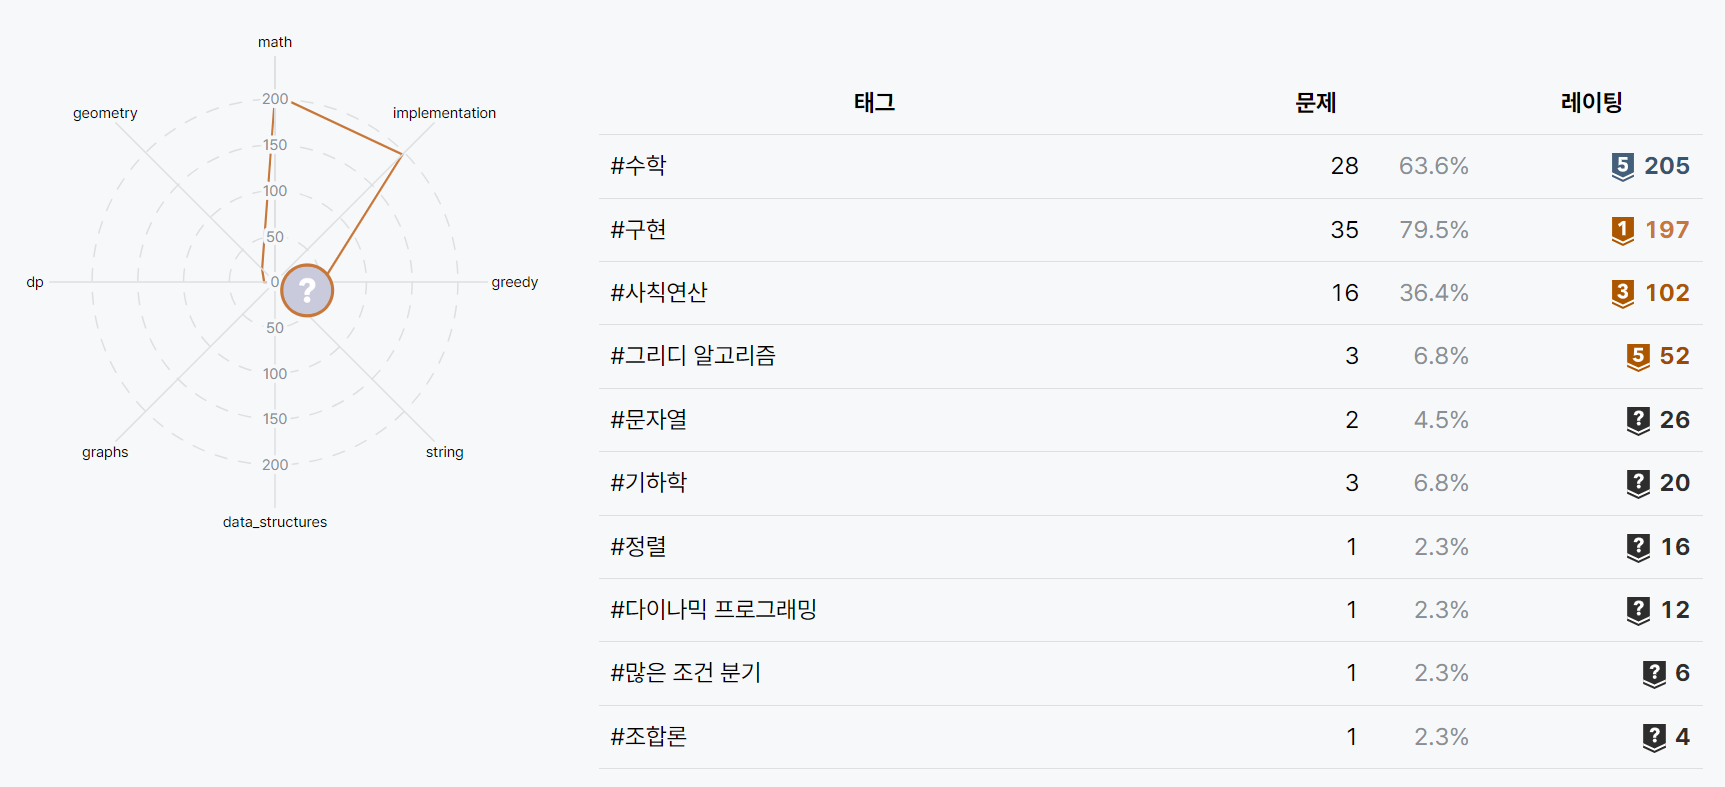 math
geometry
implementation
200
150
100
50
0
dp
greedy
50
100
150
200
graphs
string
data_structures
?
태그 문제 레이팅
#수학 28 63.6% 5 205
#구현 35 79.5% 1 197
#사칙연산 16 36.4% 3 102
#그리디 알고리즘 3 6.8% 5 52
#문자열 2 4.5% ? 26
#기하학 3 6.8% ? 20
#정렬 1 2.3% ? 16
#다이나믹 프로그래밍 1 2.3% ? 12
#많은 조건 분기 1 2.3% ? 6
#조합론 1 2.3% ? 4